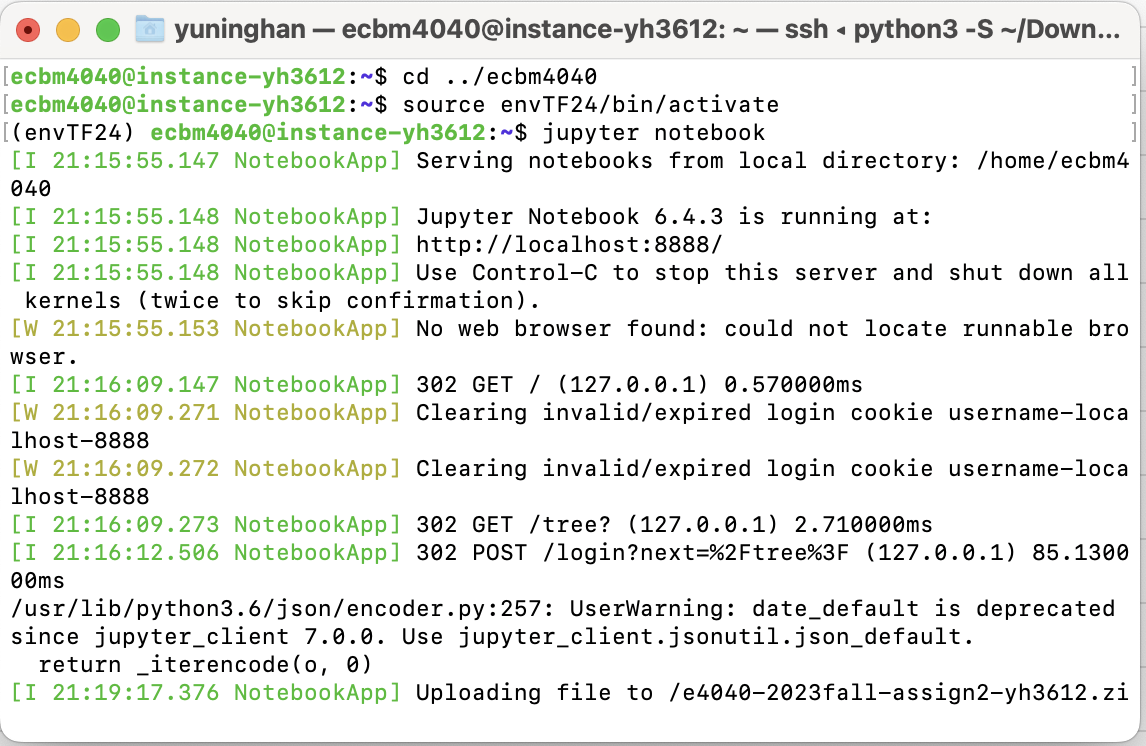 yuninghan — ecbm4040@instance-yh3612: ~ — ssh ◂ python3 -S ~/Down...
[ecbm4040@instance-yh3612:~$ cd ../ecbm4040 ]
[ecbm4040@instance-yh3612:~$ source envTF24/bin/activate ]
[(envTF24) ecbm4040@instance-yh3612:~$ jupyter notebook ]
[I 21:15:55.147 NotebookApp] Serving notebooks from local directory: /home/ecbm4
040
[I 21:15:55.148 NotebookApp] Jupyter Notebook 6.4.3 is running at:
[I 21:15:55.148 NotebookApp] http://localhost:8888/
[I 21:15:55.148 NotebookApp] Use Control-C to stop this server and shut down all
 kernels (twice to skip confirmation).
[W 21:15:55.153 NotebookApp] No web browser found: could not locate runnable bro
wser.
[I 21:16:09.147 NotebookApp] 302 GET / (127.0.0.1) 0.570000ms
[W 21:16:09.271 NotebookApp] Clearing invalid/expired login cookie username-loca
lhost-8888
[W 21:16:09.272 NotebookApp] Clearing invalid/expired login cookie username-loca
lhost-8888
[I 21:16:09.273 NotebookApp] 302 GET /tree? (127.0.0.1) 2.710000ms
[I 21:16:12.506 NotebookApp] 302 POST /login?next=%2Ftree%3F (127.0.0.1) 85.1300
00ms
/usr/lib/python3.6/json/encoder.py:257: UserWarning: date_default is deprecated
since jupyter_client 7.0.0. Use jupyter_client.jsonutil.json_default.
  return _iterencode(o, 0)
[I 21:19:17.376 NotebookApp] Uploading file to /e4040-2023fall-assign2-yh3612.zi